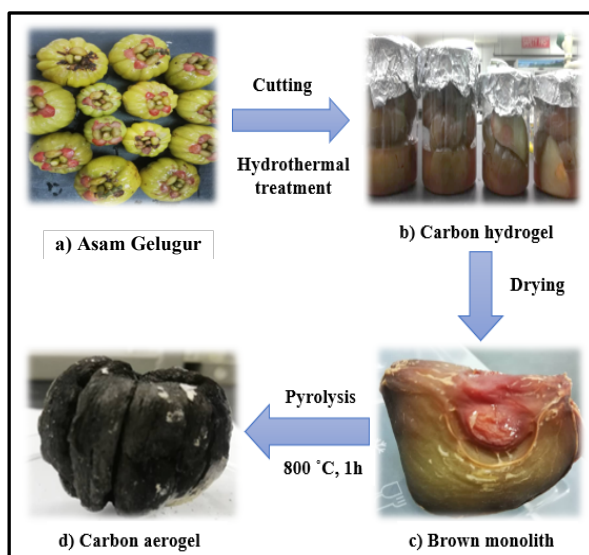 Cutting
Hydrothermal
treatment
a) Asam Gelugur
b) Carbon hydrogel
Drying
Pyrolysis
800 ˚C, 1h
d) Carbon aerogel
c) Brown monolith